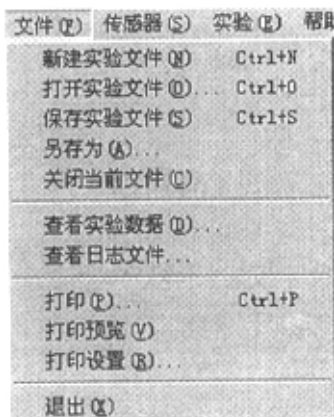 文件(F) 传感器(S) 实验(E) 帮助
新建实验文件(N) Ctrl+N
打开实验文件(O)... Ctrl+O
保存实验文件(S) Ctrl+S
另存为(A)...
关闭当前文件(C)
查看实验数据(D)...
查看日志文件...
打印(P)... Ctrl+P
打印预览(V)
打印设置(R)...
退出(X)